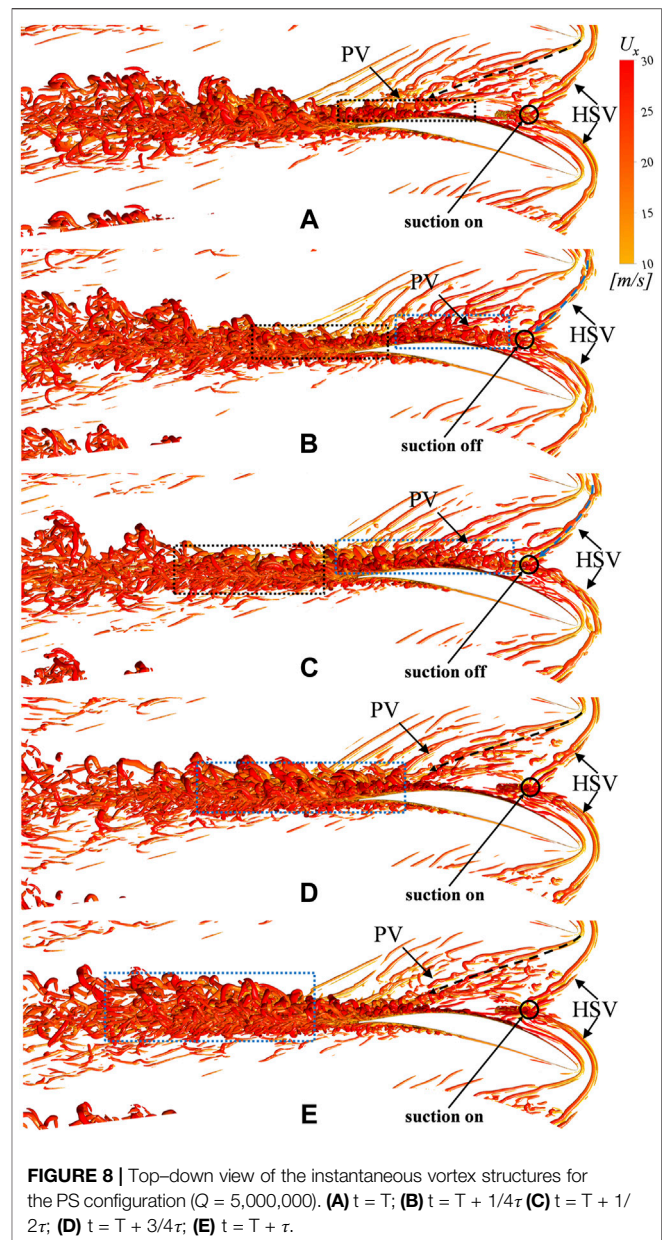 PV
HSV
suction on
A
U_x
30
25
20
15
10
[m/s]
PV
HSV
suction off
B
PV
HSV
suction off
C
PV
HSV
suction on
D
PV
HSV
suction on
E
FIGURE 8 | Top–down view of the instantaneous vortex structures for
the PS configuration (Q = 5,000,000). (A) t = T; (B) t = T + 1/4τ (C) t = T + 1/
2τ; (D) t = T + 3/4τ; (E) t = T + τ.